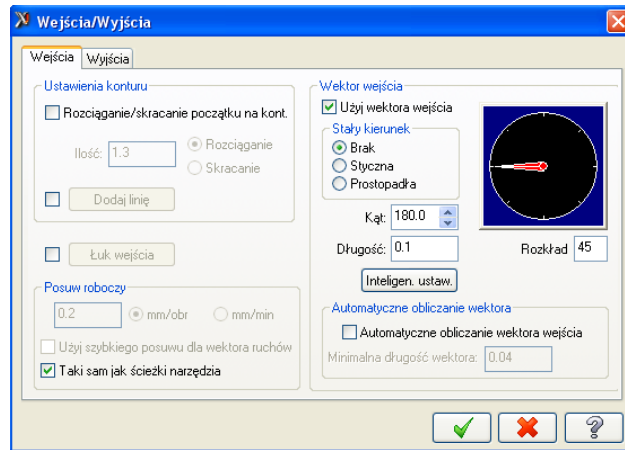 Wejścia/Wyjścia
Wejścia
Wyjścia
Ustawienia konturu
Rozciąganie/skracanie początku na kont.
Ilość: 1.3
Rozciąganie
Skracanie
Dodaj linię
Łuk wejścia
Posuw roboczy
0.2
mm/obr
mm/min
Użyj szybkiego posuwu dla wektora ruchów
Taki sam jak ścieżki narzędzia
Wektor wejścia
Użyj wektora wejścia
Stały kierunek
Brak
Styczna
Prostopadła
Kąt: 180.0
Długość: 0.1
Rozkład 45
Inteligen. ustaw.
Automatyczne obliczanie wektora
Automatyczne obliczanie wektora wejścia
Minimalna długość wektora: 0.04